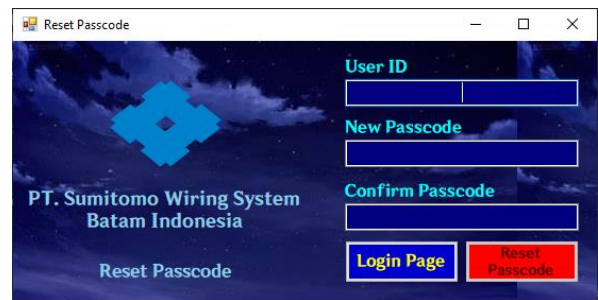 Reset Passcode
User ID
New Passcode
PT. Sumitomo Wiring System
Batam Indonesia
Confirm Passcode
Reset Passcode
Login Page
Reset
Passcode